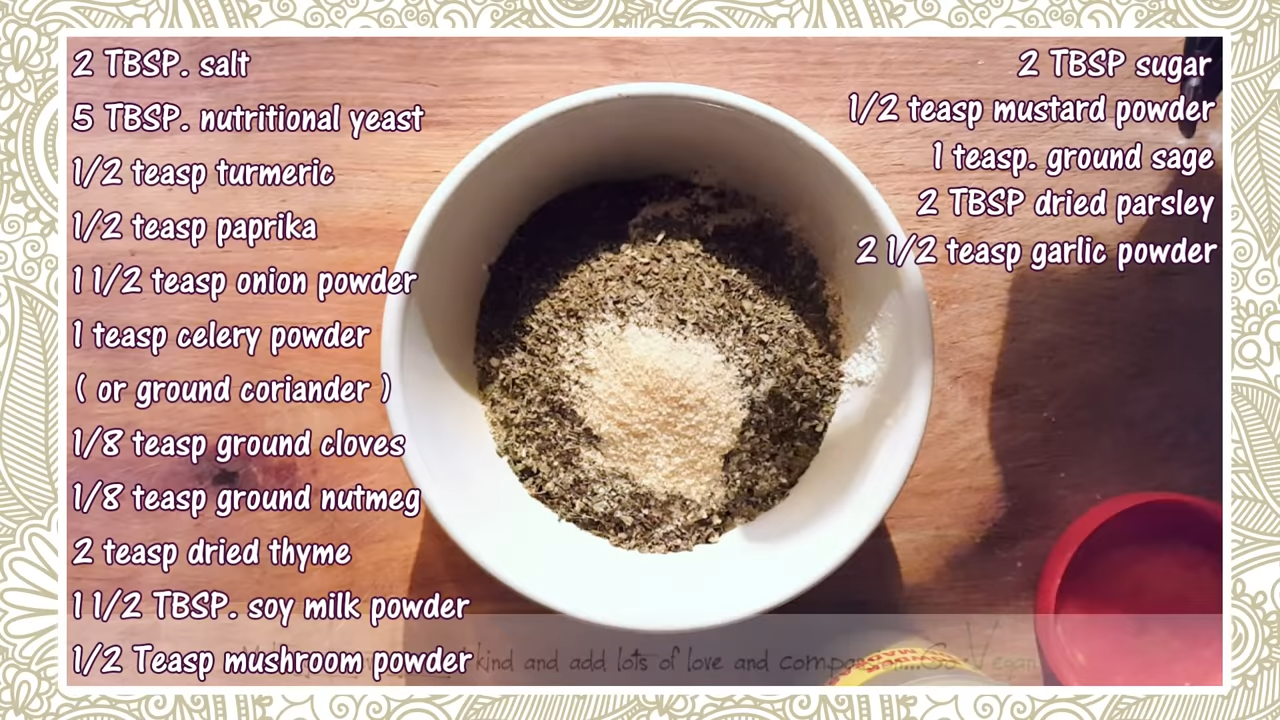 2 TBSP. salt
5 TBSP. nutritional yeast
1/2 teasp turmeric
1/2 teasp paprika
1 1/2 teasp onion powder
1 teasp celery powder
( or ground coriander )
1/8 teasp ground cloves
1/8 teasp ground nutmeg
2 teasp dried thyme
1 1/2 TBSP. soy milk powder
1/2 Teasp mushroom powder
2 TBSP sugar
1/2 teasp mustard powder
1 teasp. ground sage
2 TBSP dried parsley
2 1/2 teasp garlic powder
kind and add lots of love and Go Vegan